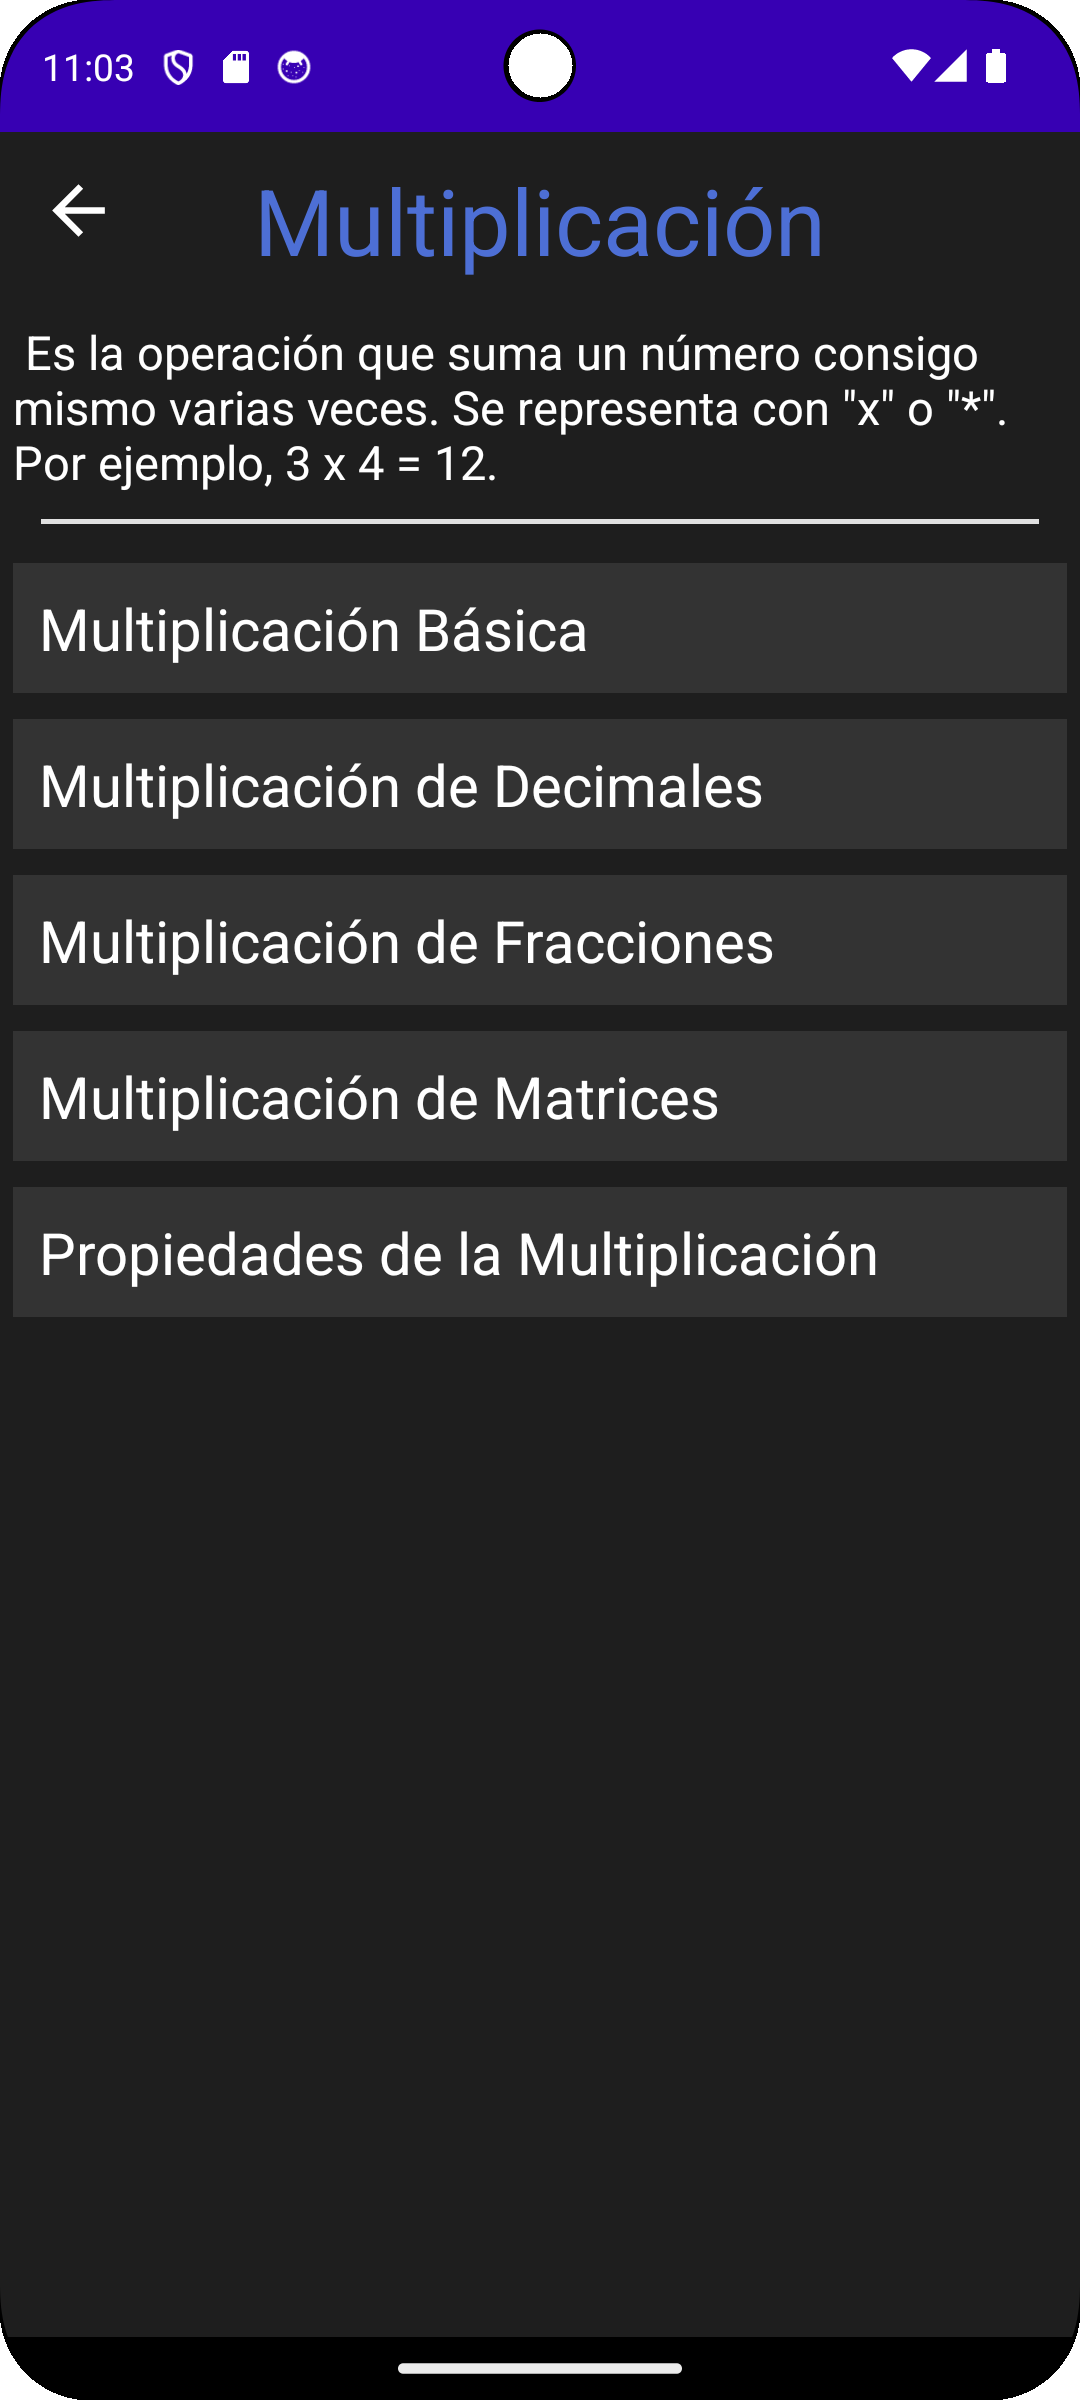 11:03
Multiplicación
Es la operación que suma un número consigo
mismo varias veces. Se representa con "x" o "*".
Por ejemplo, 3 x 4 = 12.
Multiplicación Básica
Multiplicación de Decimales
Multiplicación de Fracciones
Multiplicación de Matrices
Propiedades de la Multiplicación